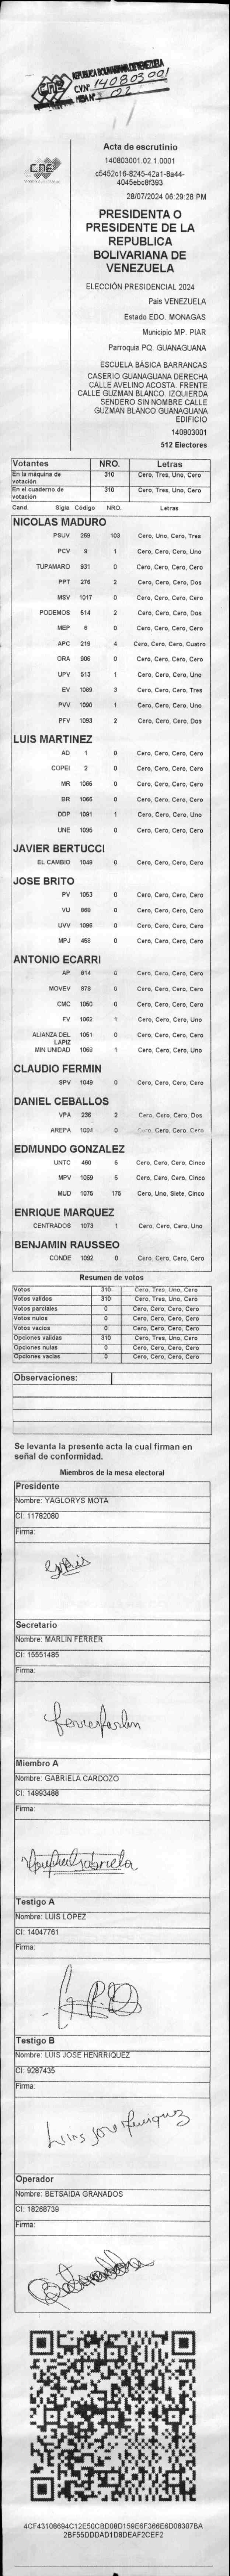 REPUBLICA BOLIVARIANA DE VENEZUELA
CNE
CVN° 140803001
MESA N° 02
CNE
Acta de escrutinio
140803001.02.1.0001
c5452c16-8245-42a1-8a44-
4045ebc8f393
28/07/2024 06:29:28 PM
PRESIDENTA O
PRESIDENTE DE LA
REPUBLICA
BOLIVARIANA DE
VENEZUELA
ELECCIÓN PRESIDENCIAL 2024
Pais VENEZUELA
Estado EDO. MONAGAS
Municipio MP. PIAR
Parroquia PQ. GUANAGUANA
ESCUELA BÁSICA BARRANCAS
CASERIO GUANAGUANA DERECHA
CALLE AVELINO ACOSTA. FRENTE
CALLE GUZMAN BLANCO. IZQUIERDA
SENDERO SIN NOMBRE CALLE
GUZMAN BLANCO GUANAGUANA
EDIFICIO
140803001
512 Electores
Votantes NRO. Letras
En la máquina de votación 310 Cero, Tres, Uno, Cero
En el cuaderno de votación 310 Cero, Tres, Uno, Cero
Cand. Sigla Código NRO. Letras
NICOLAS MADURO
PSUV 269 103 Cero, Uno, Cero, Tres
PCV 9 1 Cero, Cero, Cero, Uno
TUPAMARO 931 0 Cero, Cero, Cero, Cero
PPT 276 2 Cero, Cero, Cero, Dos
MSV 1017 0 Cero, Cero, Cero, Cero
PODEMOS 514 2 Cero, Cero, Cero, Dos
MEP 6 0 Cero, Cero, Cero, Cero
APC 219 4 Cero, Cero, Cero, Cuatro
ORA 906 0 Cero, Cero, Cero, Cero
UPV 513 1 Cero, Cero, Cero, Uno
EV 1089 3 Cero, Cero, Cero, Tres
PVV 1090 1 Cero, Cero, Cero, Uno
PFV 1093 2 Cero, Cero, Cero, Dos
LUIS MARTINEZ
AD 1 0 Cero, Cero, Cero, Cero
COPEI 2 0 Cero, Cero, Cero, Cero
MR 1065 0 Cero, Cero, Cero, Cero
BR 1066 0 Cero, Cero, Cero, Cero
DDP 1091 1 Cero, Cero, Cero, Uno
UNE 1095 0 Cero, Cero, Cero, Cero
JAVIER BERTUCCI
EL CAMBIO 1048 0 Cero, Cero, Cero, Cero
JOSE BRITO
PV 1053 0 Cero, Cero, Cero, Cero
VU 988 0 Cero, Cero, Cero, Cero
UVV 1096 0 Cero, Cero, Cero, Cero
MPJ 458 0 Cero, Cero, Cero, Cero
ANTONIO ECARRI
AP 814 0 Cero, Cero, Cero, Cero
MOVEV 978 0 Cero, Cero, Cero, Cero
CMC 1050 0 Cero, Cero, Cero, Cero
FV 1052 1 Cero, Cero, Cero, Uno
ALIANZA DEL LAPIZ 1051 0 Cero, Cero, Cero, Cero
MIN UNIDAD 1069 1 Cero, Cero, Cero, Uno
CLAUDIO FERMIN
SPV 1049 0 Cero, Cero, Cero, Cero
DANIEL CEBALLOS
VPA 236 2 Cero, Cero, Cero, Dos
AREPA 1084 0 Cero, Cero, Cero, Cero
EDMUNDO GONZALEZ
UNTC 460 5 Cero, Cero, Cero, Cinco
MPV 1069 5 Cero, Cero, Cero, Cinco
MUD 1075 175 Cero, Uno, Siete, Cinco
ENRIQUE MARQUEZ
CENTRADOS 1073 1 Cero, Cero, Cero, Uno
BENJAMIN RAUSSEO
CONDE 1092 0 Cero, Cero, Cero, Cero
Resumen de votos
Votos 310 Cero, Tres, Uno, Cero
Votos validos 310 Cero, Tres, Uno, Cero
Votos parciales 0 Cero, Cero, Cero, Cero
Votos nulos 0 Cero, Cero, Cero, Cero
Votos vacios 0 Cero, Cero, Cero, Cero
Opciones validas 310 Cero, Tres, Uno, Cero
Opciones nulas 0 Cero, Cero, Cero, Cero
Opciones vacias 0 Cero, Cero, Cero, Cero
Observaciones:
Se levanta la presente acta la cual firman en
señal de conformidad.
Miembros de la mesa electoral
Presidente
Nombre: YAGLORYS MOTA
CI: 11782080
Firma:
Secretario
Nombre: MARLIN FERRER
CI: 15551485
Firma:
Miembro A
Nombre: GABRIELA CARDOZO
CI: 14993488
Firma:
Testigo A
Nombre: LUIS LÓPEZ
CI: 14047761
Firma:
Testigo B
Nombre: LUIS JOSE HENRRIQUEZ
CI: 9287435
Firma:
Luis Jose Henriquez
Operador
Nombre: BETSAIDA GRANADOS
CI: 18268739
Firma:
4CF43108694C12E50CBD08D159E6F366E6D08307BA
2BF55DDDAD1D8DEAF2CEF2